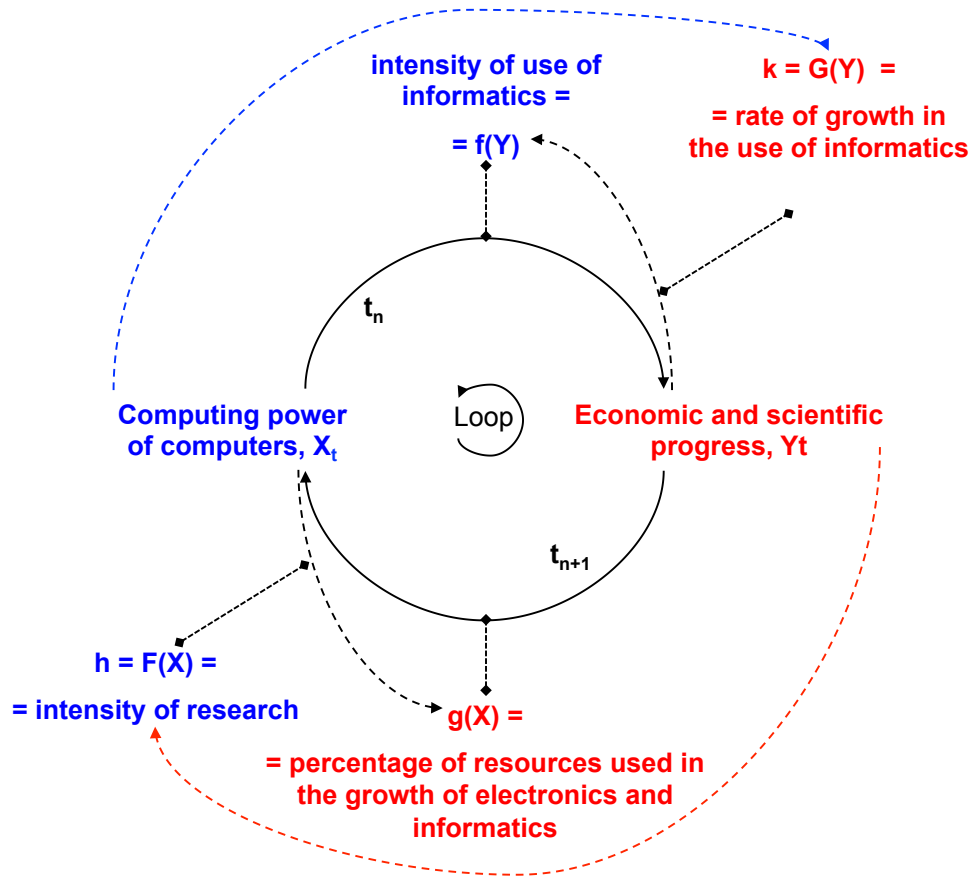 intensity of use of
informatics =
= f(Y)
k = G(Y) =
= rate of growth in
the use of informatics
tn
Computing power
of computers, Xt
Loop
Economic and scientific
progress, Yt
tn+1
h = F(X) =
= intensity of research
g(X) =
= percentage of resources used in
the growth of electronics and
informatics